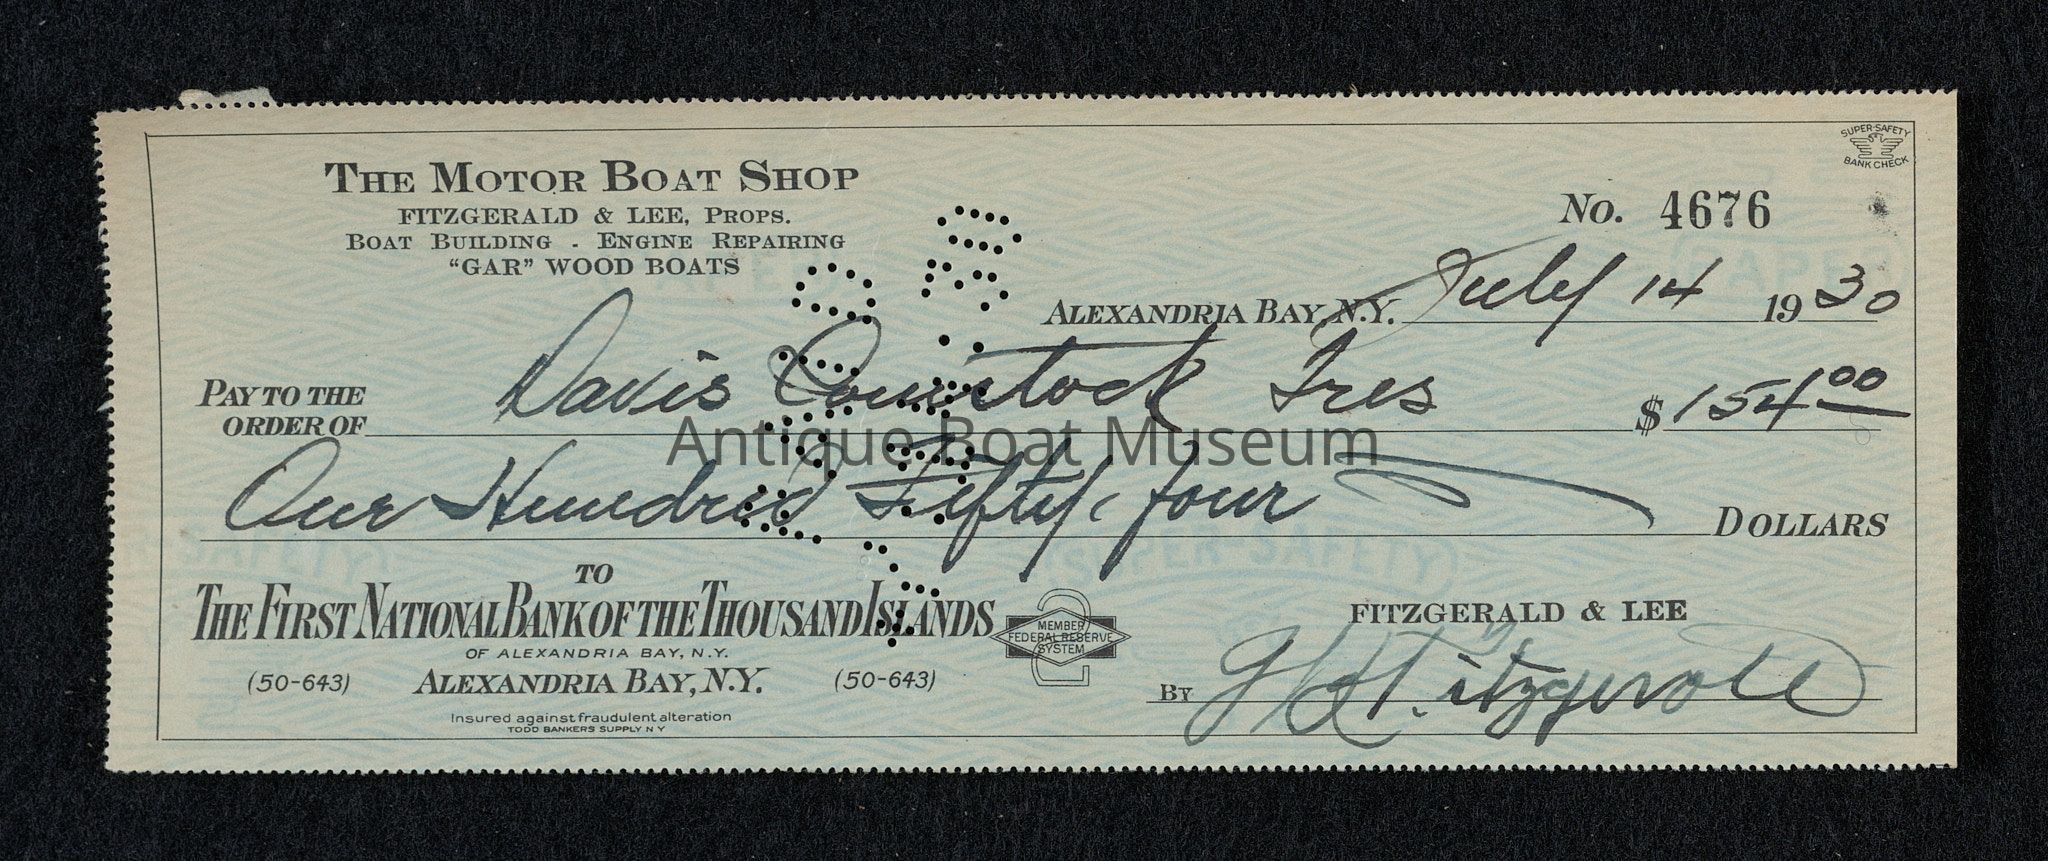 SUPER-SAFETY
BANK CHECK
THE MOTOR BOAT SHOP
FITZGERALD & LEE, PROPS.
BOAT BUILDING - ENGINE REPAIRING
"GAR" WOOD BOATS
No. 4676
ALEXANDRIA BAY, N.Y. July 14 1930
PAY TO THE
ORDER OF Davis Comstock Tres $ 154 00
Antique Boat Museum
One Hundred Fifty four DOLLARS
TO
THE FIRST NATIONAL BANK OF THE THOUSAND ISLANDS
OF ALEXANDRIA BAY, N.Y.
(50-643) ALEXANDRIA BAY, N.Y. (50-643)
MEMBER
FEDERAL RESERVE
SYSTEM
Insured against fraudulent alteration
TODD BANKERS SUPPLY N Y
FITZGERALD & LEE
BY Fitzgerald